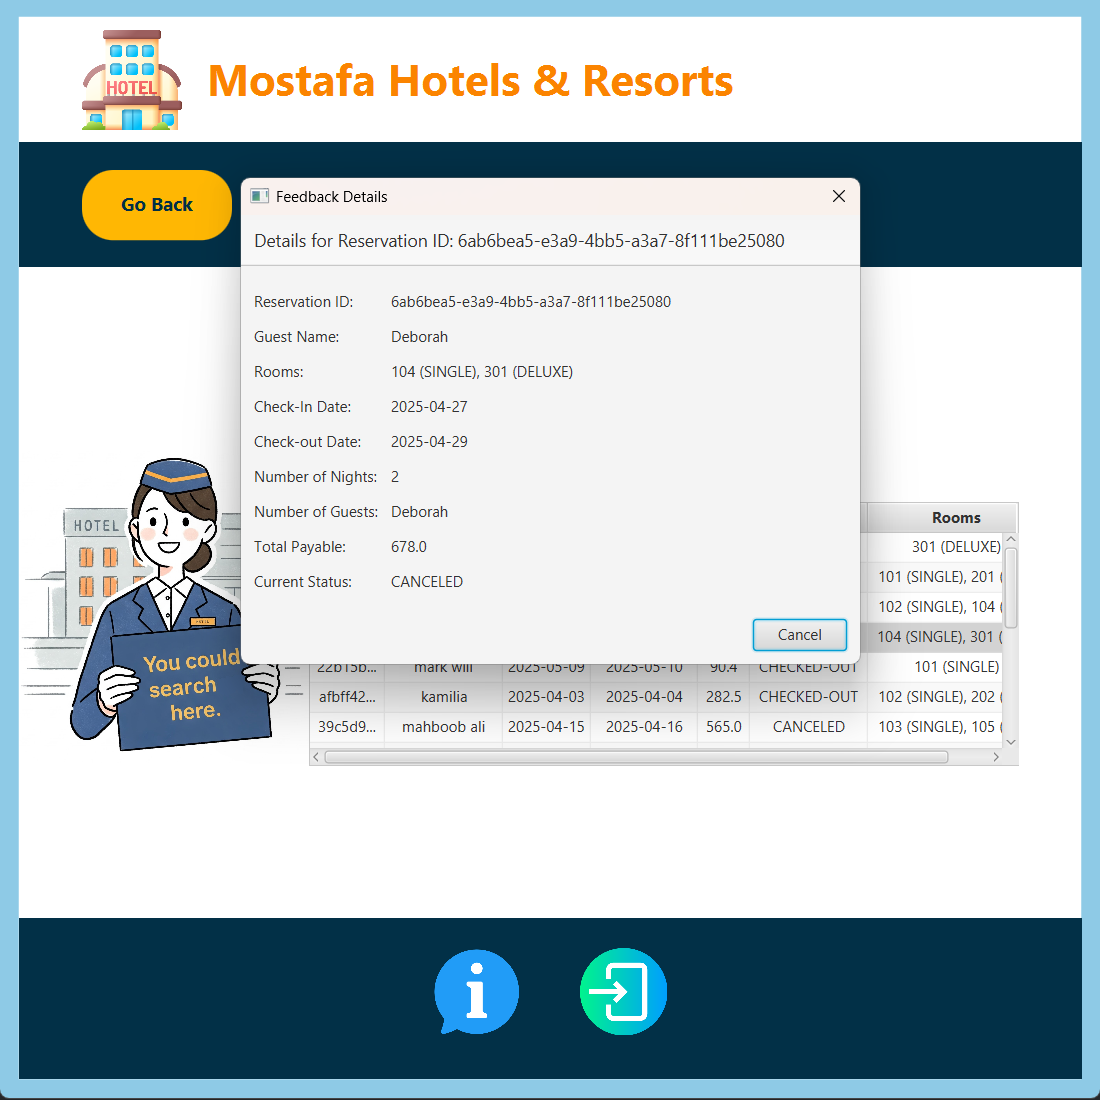 HOTEL
Mostafa Hotels & Resorts
Go Back
Feedback Details
Details for Reservation ID: 6ab6bea5-e3a9-4bb5-a3a7-8f111be25080
Reservation ID: 6ab6bea5-e3a9-4bb5-a3a7-8f111be25080
Guest Name: Deborah
Rooms: 104 (SINGLE), 301 (DELUXE)
Check-In Date: 2025-04-27
Check-out Date: 2025-04-29
Number of Nights: 2
Number of Guests: Deborah
Total Payable: 678.0
Current Status: CANCELED
Cancel
HOTEL
You could
search
here.
Rooms
301 (DELUXE)
101 (SINGLE), 201 (
102 (SINGLE), 104 (
104 (SINGLE), 301 (
22b15b... mark will 2025-05-09 2025-05-10 90.4 CHECKED-OUT 101 (SINGLE)
afbff42... kamilia 2025-04-03 2025-04-04 282.5 CHECKED-OUT 102 (SINGLE), 202 (
39c5d9... mahboob ali 2025-04-15 2025-04-16 565.0 CANCELED 103 (SINGLE), 105 (